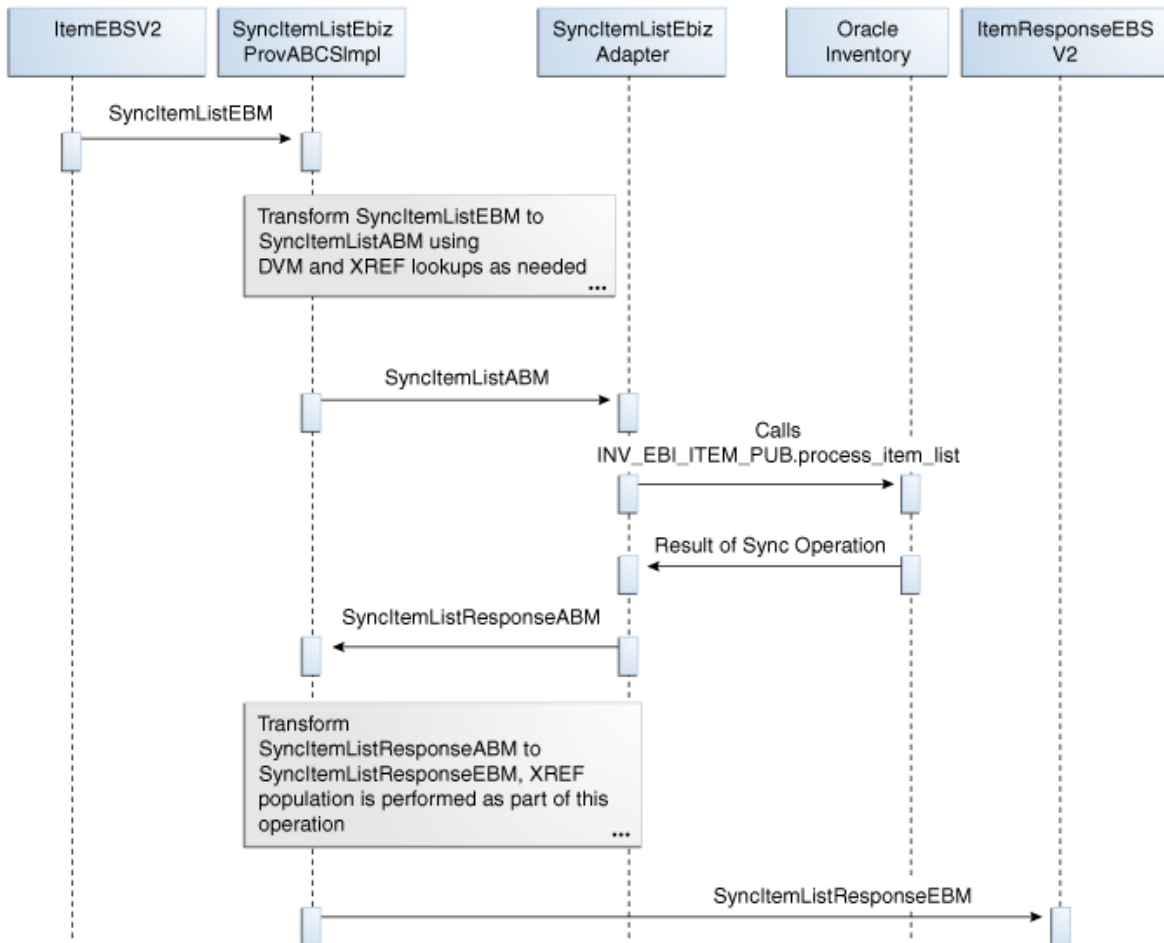 ItemEBSV2
SyncItemListEbiz
ProvABCSImpl
SyncItemListEbiz
Adapter
Oracle
Inventory
ItemResponseEBS
V2
SyncItemListEBM
Transform SyncItemListEBM to
SyncItemListABM using
DVM and XREF lookups as needed
...
SyncItemListABM
Calls
INV_EBI_ITEM_PUB.process_item_list
Result of Sync Operation
SyncItemListResponseABM
Transform
SyncItemListResponseABM to
SyncItemListResponseEBM, XREF
population is performed as part of this
operation
...
SyncItemListResponseEBM